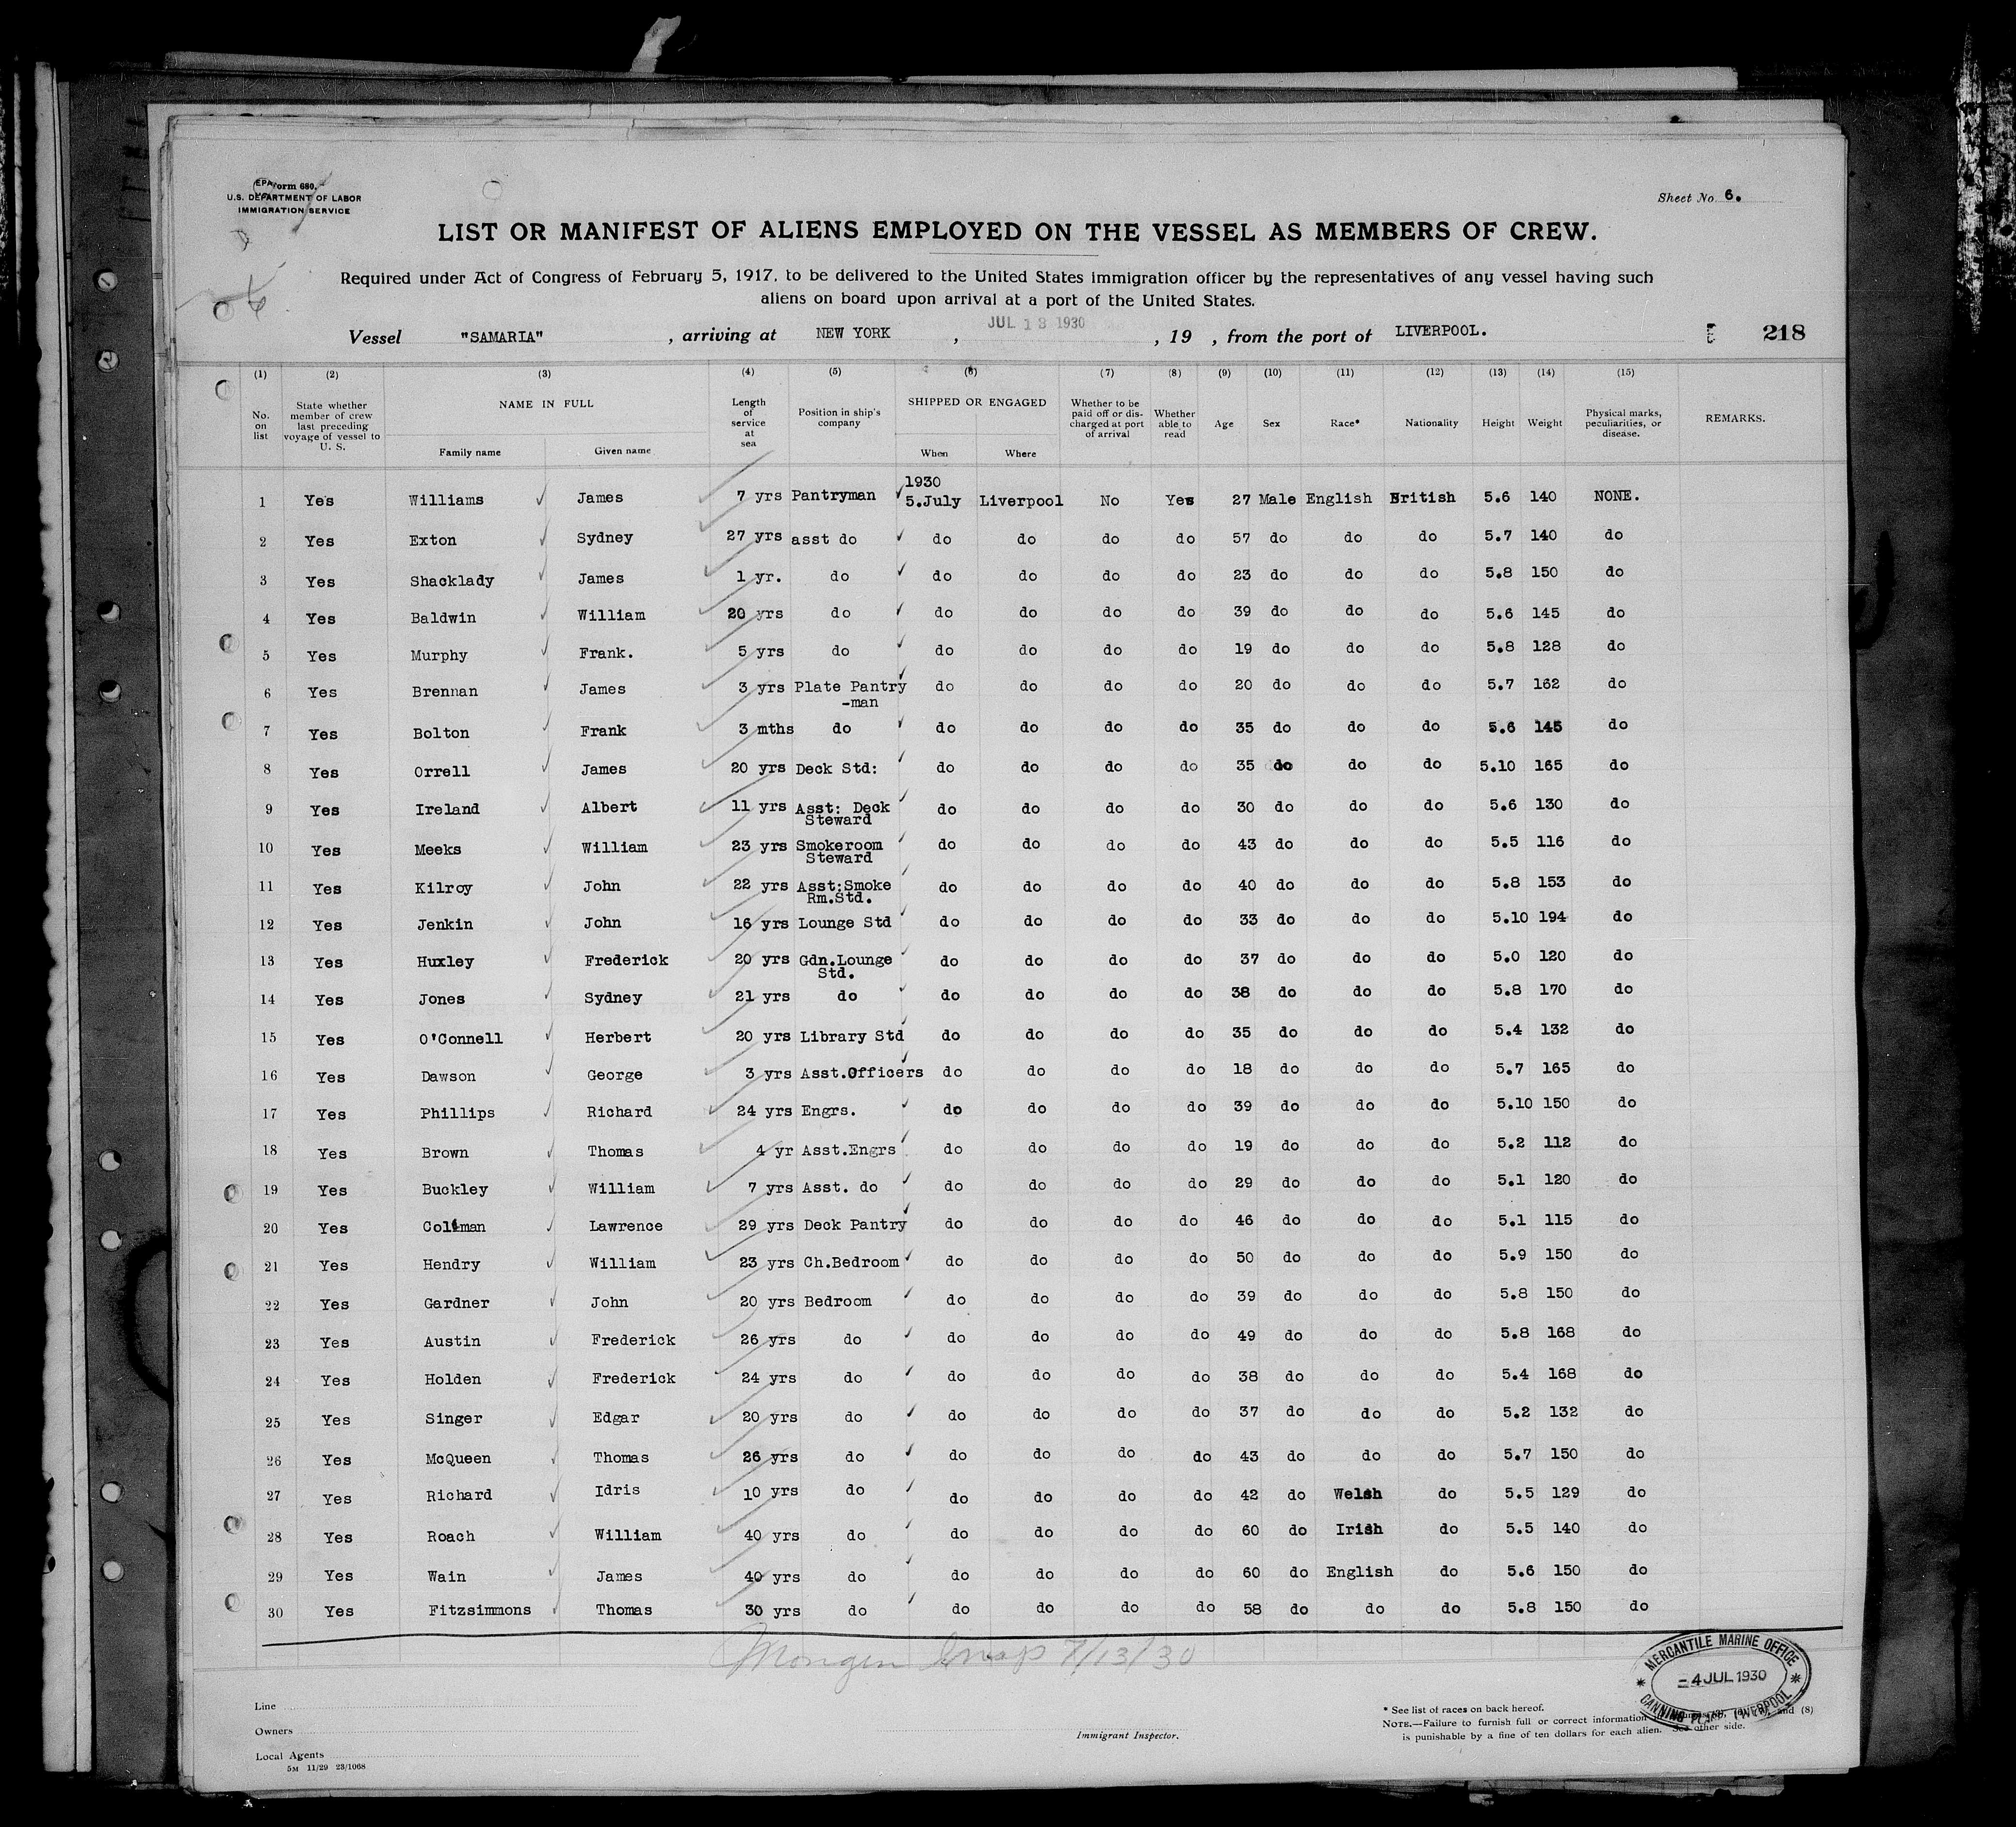 Form 680.
U.S. DEPARTMENT OF LABOR
IMMIGRATION SERVICE
Sheet No. 6.
LIST OR MANIFEST OF ALIENS EMPLOYED ON THE VESSEL AS MEMBERS OF CREW.
Required under Act of Congress of February 5, 1917, to be delivered to the United States immigration officer by the representatives of any vessel having such
aliens on board upon arrival at a port of the United States.
Vessel "SAMARIA" , arriving at NEW YORK , JUL 13 1930 , 19 , from the port of LIVERPOOL. 218
(1) (2) (3) (4) (5) (6) (7) (8) (9) (10) (11) (12) (13) (14) (15)
No. on list State whether member of crew last preceding voyage of vessel to U. S. NAME IN FULL Family name Given name Length of service at sea Position in ship's company SHIPPED OR ENGAGED When Where Whether to be paid off or discharged at port of arrival Whether able to read Age Sex Race* Nationality Height Weight Physical marks, peculiarities, or disease. REMARKS.
1930
1 Yes Williams James 7 yrs Pantryman 5.July Liverpool No Yes 27 Male English British 5.6 140 NONE.
2 Yes Exton Sydney 27 yrs asst do do do do do 57 do do do 5.7 140 do
3 Yes Shacklady James 1 yr. do do do do do 23 do do do 5.8 150 do
4 Yes Baldwin William 20 yrs do do do do do 39 do do do 5.6 145 do
5 Yes Murphy Frank. 5 yrs do do do do do 19 do do do 5.8 128 do
6 Yes Brennan James 3 yrs Plate Pantry do do do do 20 do do do 5.7 162 do
-man
7 Yes Bolton Frank 3 mths do do do do do 35 do do do 5.6 145 do
8 Yes Orrell James 20 yrs Deck Std: do do do do 35 do do do 5.10 165 do
9 Yes Ireland Albert 11 yrs Asst: Deck do do do do 30 do do do 5.6 130 do
Steward
10 Yes Meeks William 23 yrs Smokeroom do do do do 43 do do do 5.5 116 do
Steward
11 Yes Kilroy John 22 yrs Asst:Smoke do do do do 40 do do do 5.8 153 do
Rm.Std.
12 Yes Jenkin John 16 yrs Lounge Std do do do do 33 do do do 5.10 194 do
13 Yes Huxley Frederick 20 yrs Gdn.Lounge do do do do 37 do do do 5.0 120 do
Std.
14 Yes Jones Sydney 21 yrs do do do do do 38 do do do 5.8 170 do
15 Yes O'Connell Herbert 20 yrs Library Std do do do do 35 do do do 5.4 132 do
16 Yes Dawson George 3 yrs Asst.Officers do do do do 18 do do do 5.7 165 do
17 Yes Phillips Richard 24 yrs Engrs. do do do do 39 do do do 5.10 150 do
18 Yes Brown Thomas 4 yr Asst.Engrs do do do do 19 do do do 5.2 112 do
19 Yes Buckley William 7 yrs Asst. do do do do do 29 do do do 5.1 120 do
20 Yes Lawrence 29 yrs Deck Pantry do do do do 46 do do do 5.1 115 do
21 Yes Hendry William 23 yrs Ch.Bedroom do do do do 50 do do do 5.9 150 do
22 Yes Gardner John 20 yrs Bedroom do do do do 39 do do do 5.8 150 do
23 Yes Austin Frederick 26 yrs do do do do do 49 do do do 5.8 168 do
24 Yes Holden Frederick 24 yrs do do do do do 38 do do do 5.4 168 do
25 Yes Singer Edgar 20 yrs do do do do do 37 do do do 5.2 132 do
26 Yes McQueen Thomas 26 yrs do do do do do 43 do do do 5.7 150 do
27 Yes Richard Idris 10 yrs do do do do do 42 do Welsh do 5.5 129 do
28 Yes Roach William 40 yrs do do do do do 60 do Irish do 5.5 140 do
29 Yes Wain James 40 yrs do do do do do 60 do English do 5.6 150 do
30 Yes Fitzsimmons Thomas 30 yrs do do do do do 58 do do do 5.8 150 do
7/13/30
MERCANTILE MARINE OFFICE
4 JUL 1930
CANNING PLACE LIVERPOOL
Line
Owners
Local Agents
5M 11/29 23/1068
Immigrant Inspector.
* See list of races on back hereof.
NOTE.—Failure to furnish full or correct information and (8)
is punishable by a fine of ten dollars for each alien. See other side.